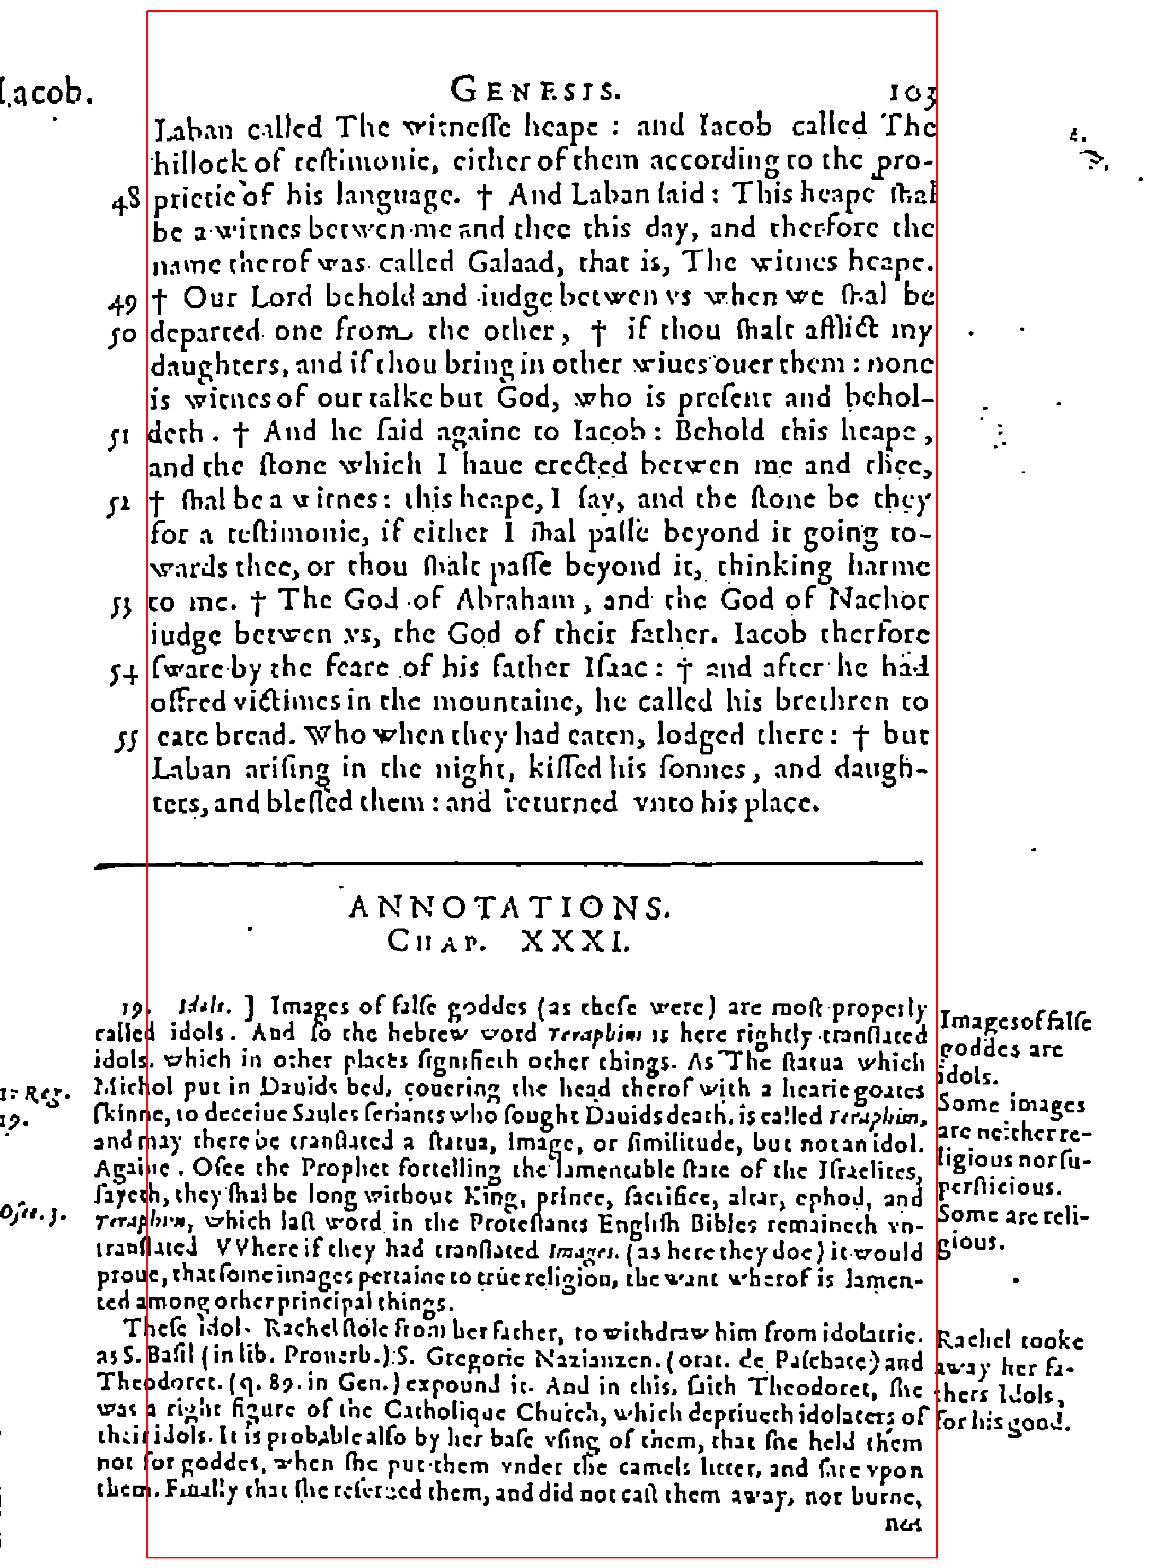 Iacob.
GENESIS.
103
Laban called The witnesse heape : and Iacob called The
hillock of testimonie, either of them according to the pro-
48 prietie of his language. † And Laban said : This heape shal
be a witnes betwen me and thee this day, and therfore the
name therof was called Galaad, that is, The witnes heape.
49 † Our Lord behold and iudge betwen vs when we shal be
50 departed one from the other, † if thou shalt afflict my
daughters, and if thou bring in other wiues ouer them : none
is witnes of our talke but God, who is present and behol-
51 deth. † And he said againe to Iacob : Behold this heape,
and the stone which I haue erected betwen me and thee,
52 † shal be a witnes : this heape, I say, and the stone be they
for a testimonie, if either I shal passe beyond it going to-
wards thee, or thou shalt passe beyond it, thinking harme
53 to me. † The God of Abraham, and the God of Nachor
iudge betwen vs, the God of their father. Iacob therfore
54 sware by the feare of his father Isaac : † and after he had
offred victimes in the mountaine, he called his brethren to
55 eate bread. Who when they had eaten, lodged there : † but
Laban arising in the night, kissed his sonnes, and daugh-
ters, and blessed them : and returned vnto his place.
ANNOTATIONS.
CHAP. XXXI.
19. Idols. ] Images of false goddes (as these were) are most properly
called idols. And so the hebrew word Teraphim is here rightly translated
idols. which in other places signifieth other things. As The statua which
Michol put in Dauids bed, couering the head therof with a hearie goates
skinne, to deceiue Saules seriants who sought Dauids death. is called Teraphim,
and may there be translated a statua, Image, or similitude, but not an idol.
Againe. Osee the Prophet fortelling the lamentable state of the Israelites,
sayeth, they shal be long without King, prince, sacrifice, altar, ephod, and
Teraphim, which last word in the Protestants English Bibles remaineth vn-
translated VVhere if they had translated Images. (as here they doe) it would
proue, that some images pertaine to true religion, the want wherof is lamen-
ted among other principal things.
These idols Rachel stole from her father, to withdraw him from idolatrie.
as S. Basil (in lib. Prouerb.) S. Gregorie Nazianzen. (orat. de Paschate) and
Theodoret. (q. 89. in Gen.) expound it. And in this, saith Theodoret, she
was a right figure of the Catholique Church, which depriueth idolaters of
their idols. It is probable also by her base vsing of them, that she held them
not for goddes, when she put them vnder the camels litter, and sate vpon
them. Finally that she reserued them, and did not cast them away, nor burne,
nor
1. Reg.
19.
Osee. 3.
Images of false
goddes are
idols.
Some images
are neither re-
ligious nor su-
persticious.
Some are reli-
gious.
Rachel tooke
away her fa-
thers Idols,
for his good.